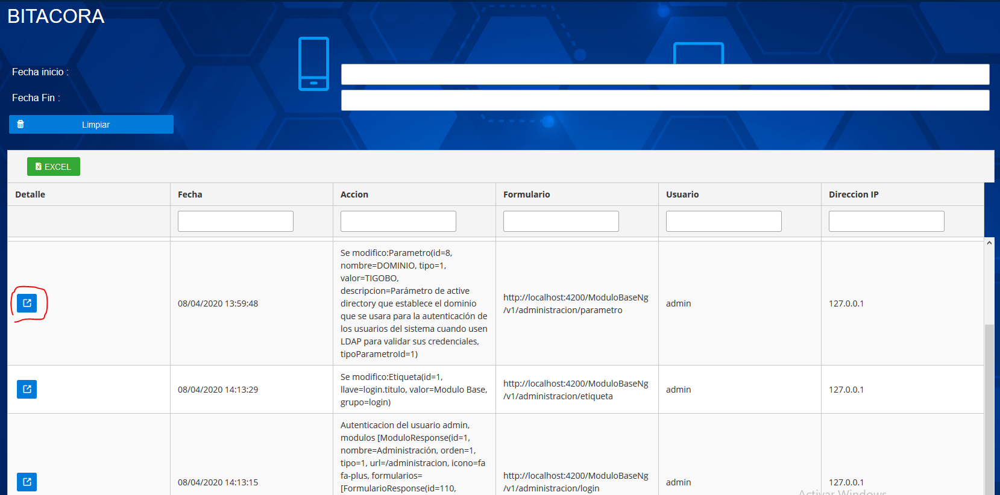 BITACORA
Fecha inicio :
Fecha Fin :
Limpiar
EXCEL
Detalle Fecha Accion Formulario Usuario Direccion IP
Se modifico:Parametro(id=8,
nombre=DOMINIO, tipo=1,
valor=TIGOBO,
descripcion=Parámetro de active
directory que establece el dominio
que se usara para la autenticación de
los usuarios del sistema cuando usen
LDAP para validar sus credenciales,
tipoParametroId=1)
08/04/2020 13:59:48
http://localhost:4200/ModuloBaseNg
/v1/administracion/parametro
admin
127.0.0.1
08/04/2020 14:13:29
Se modifico:Etiqueta(id=1,
llave=login.titulo, valor=Modulo Base,
grupo=login)
http://localhost:4200/ModuloBaseNg
/v1/administracion/etiqueta
admin
127.0.0.1
08/04/2020 14:13:15
Autenticacion del usuario admin,
modulos [ModuloResponse(id=1,
nombre=Administración, orden=1,
tipo=1, url=/administracion, icono=fa
fa-plus, formularios=
[FormularioResponse(id=110,
http://localhost:4200/ModuloBaseNg
/v1/administracion/login
admin
127.0.0.1
Activar Windows